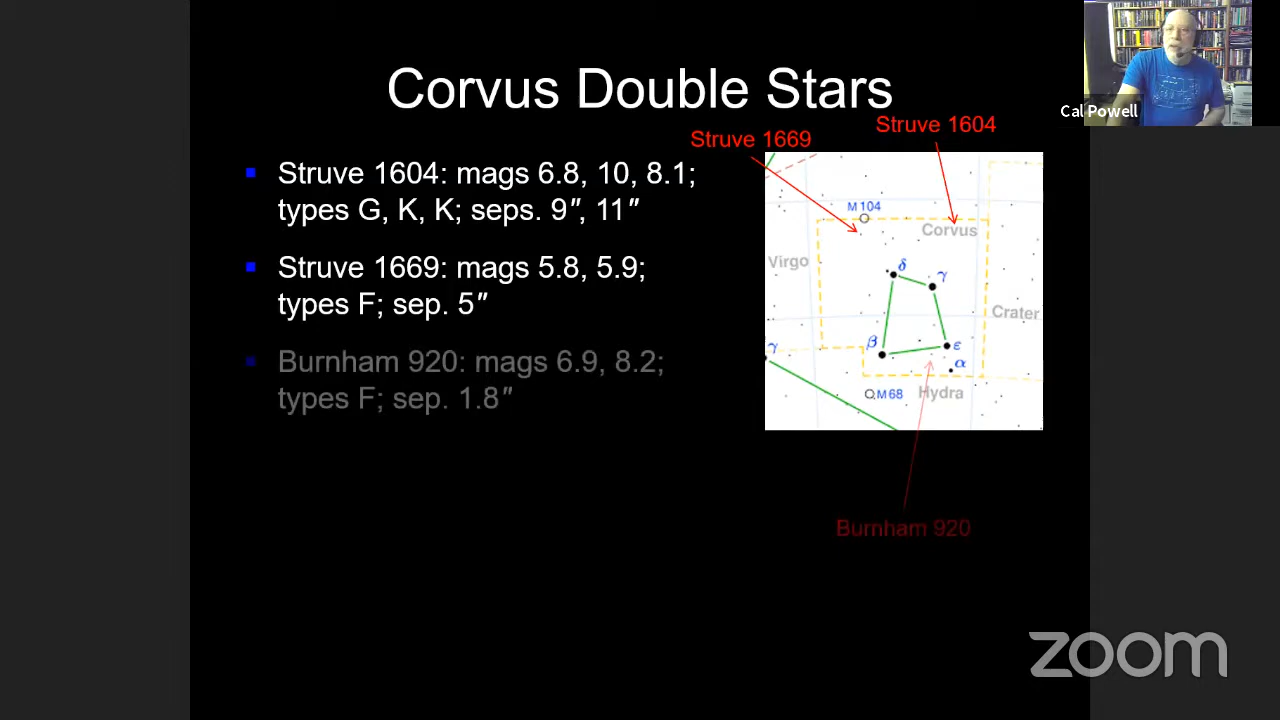 Corvus Double Stars
Cal Powell
Struve 1604
Struve 1669
Struve 1604: mags 6.8, 10, 8.1;
types G, K, K; seps. 9″, 11″
Struve 1669: mags 5.8, 5.9;
types F; sep. 5″
Burnham 920: mags 6.9, 8.2;
types F; sep. 1.8″
M 104
Corvus
Virgo
δ
γ
Crater
β
ε
γ
α
M 68
Hydra
Burnham 920
zoom